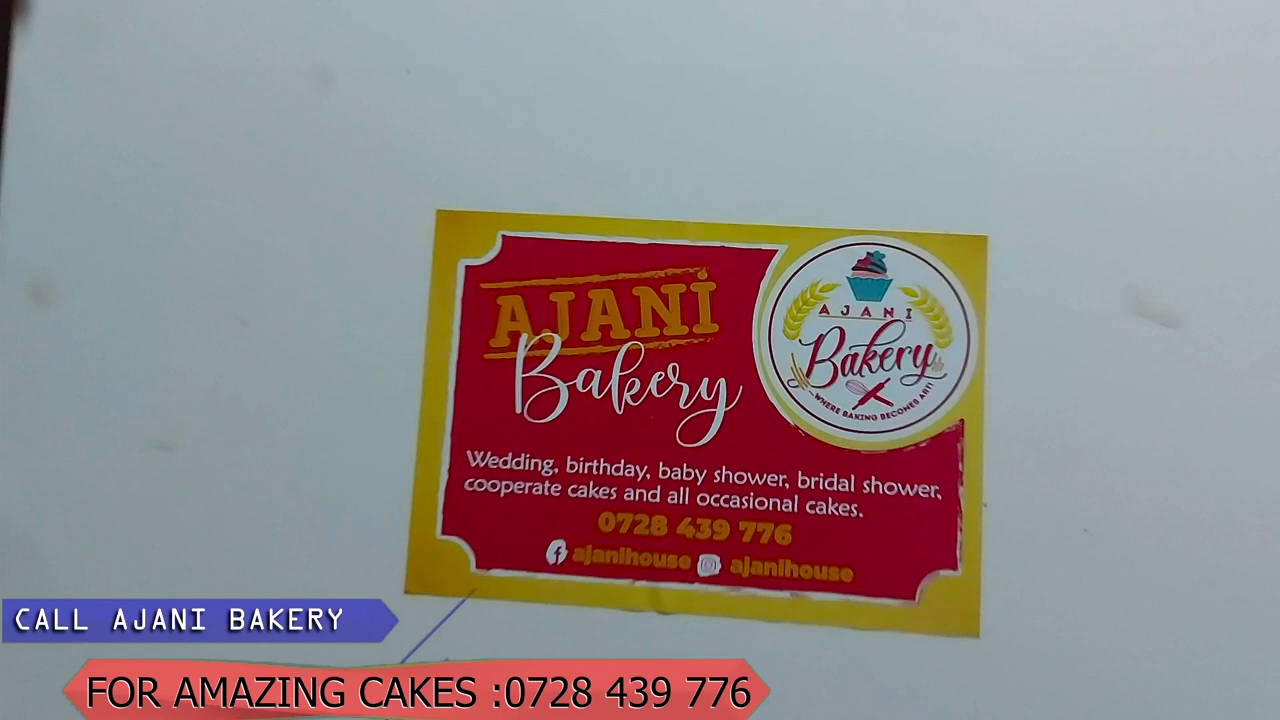 AJANI
Bakery
AJANI
Bakery
WHERE BAKING BECOMES ART!
Wedding, birthday, baby shower, bridal shower,
cooperate cakes and all occasional cakes.
0728 439 776
ajanihouse ajanihouse
CALL AJANI BAKERY
FOR AMAZING CAKES :0728 439 776